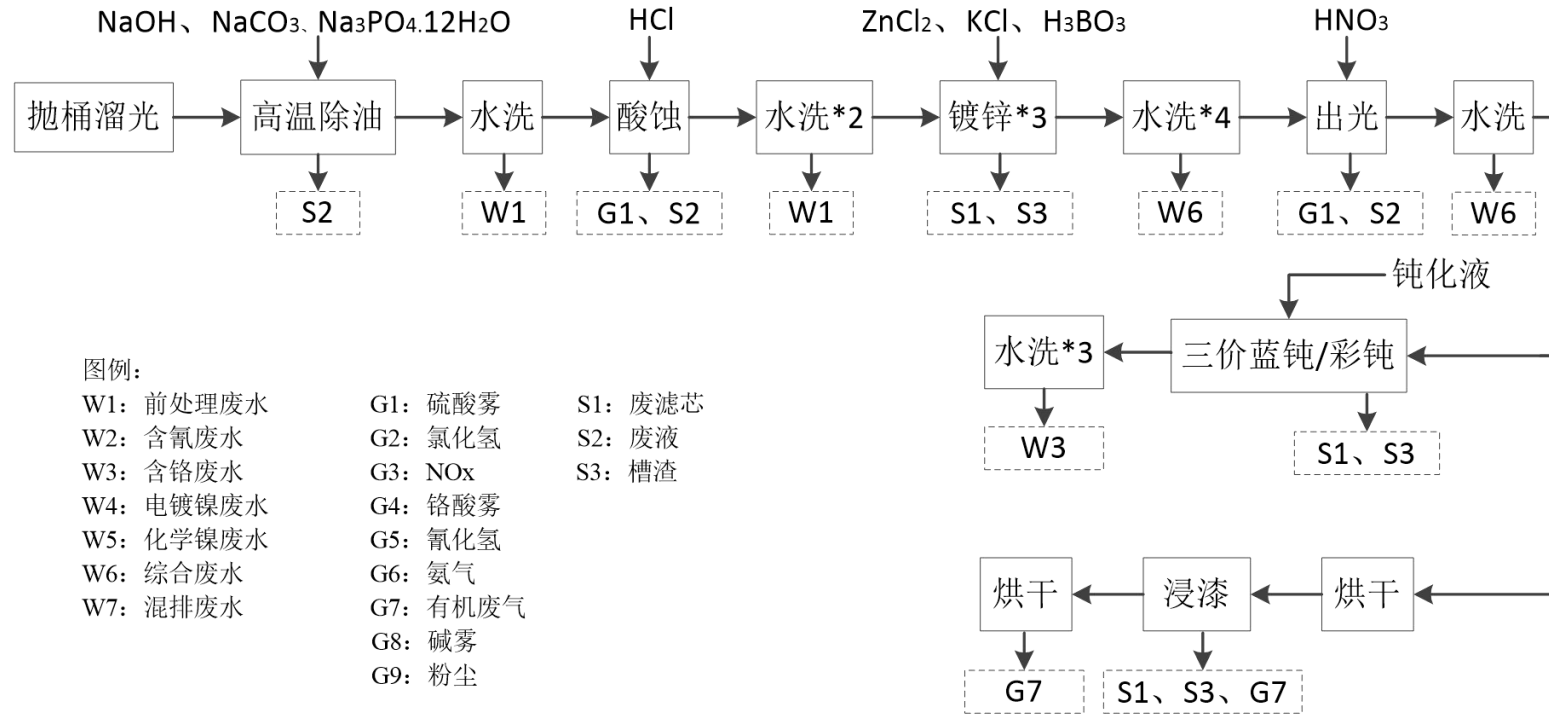 NaOH、NaCO3、Na3PO4.12H2O
HCl
ZnCl2、KCl、H3BO3
HNO3
抛桶溜光
高温除油
水洗
酸蚀
水洗*2
镀锌*3
水洗*4
出光
水洗
S2
W1
G1、S2
W1
S1、S3
W6
G1、S2
W6
钝化液
水洗*3
三价蓝钝/彩钝
W3
S1、S3
图例：
W1：前处理废水
W2：含氰废水
W3：含铬废水
W4：电镀镍废水
W5：化学镍废水
W6：综合废水
W7：混排废水
G1：硫酸雾
G2：氯化氢
G3：NOx
G4：铬酸雾
G5：氰化氢
G6：氨气
G7：有机废气
G8：碱雾
G9：粉尘
S1：废滤芯
S2：废液
S3：槽渣
烘干
浸漆
烘干
G7
S1、S3、G7